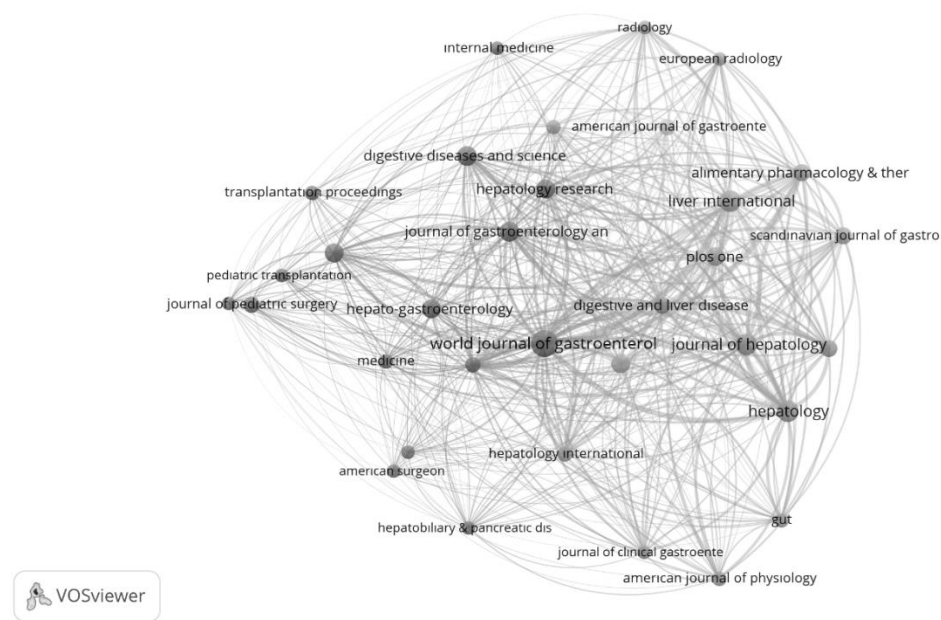 radiology
internal medicine
european radiology
american journal of gastroente
digestive diseases and science
alimentary pharmacology & ther
hepatology research
transplantation proceedings
liver international
journal of gastroenterology an
scandinavian journal of gastro
plos one
pediatric transplantation
journal of pediatric surgery
digestive and liver disease
hepato-gastroenterology
world journal of gastroenterol
journal of hepatology
medicine
hepatology
hepatology international
american surgeon
gut
hepatobiliary & pancreatic dis
journal of clinical gastroente
american journal of physiology
VOSviewer